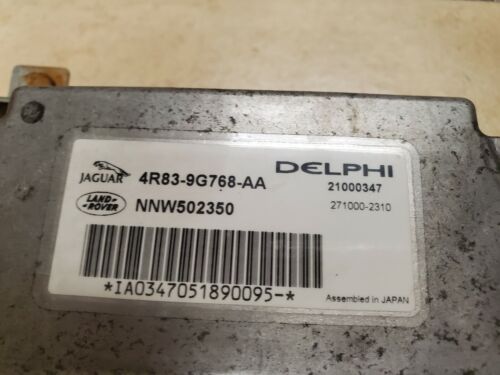 JAGUAR 4R83-9G768-AA DELPHI
21000347
LAND-ROVER NNW502350 271000-2310
*IA0347051890095-*
Assembled in JAPAN